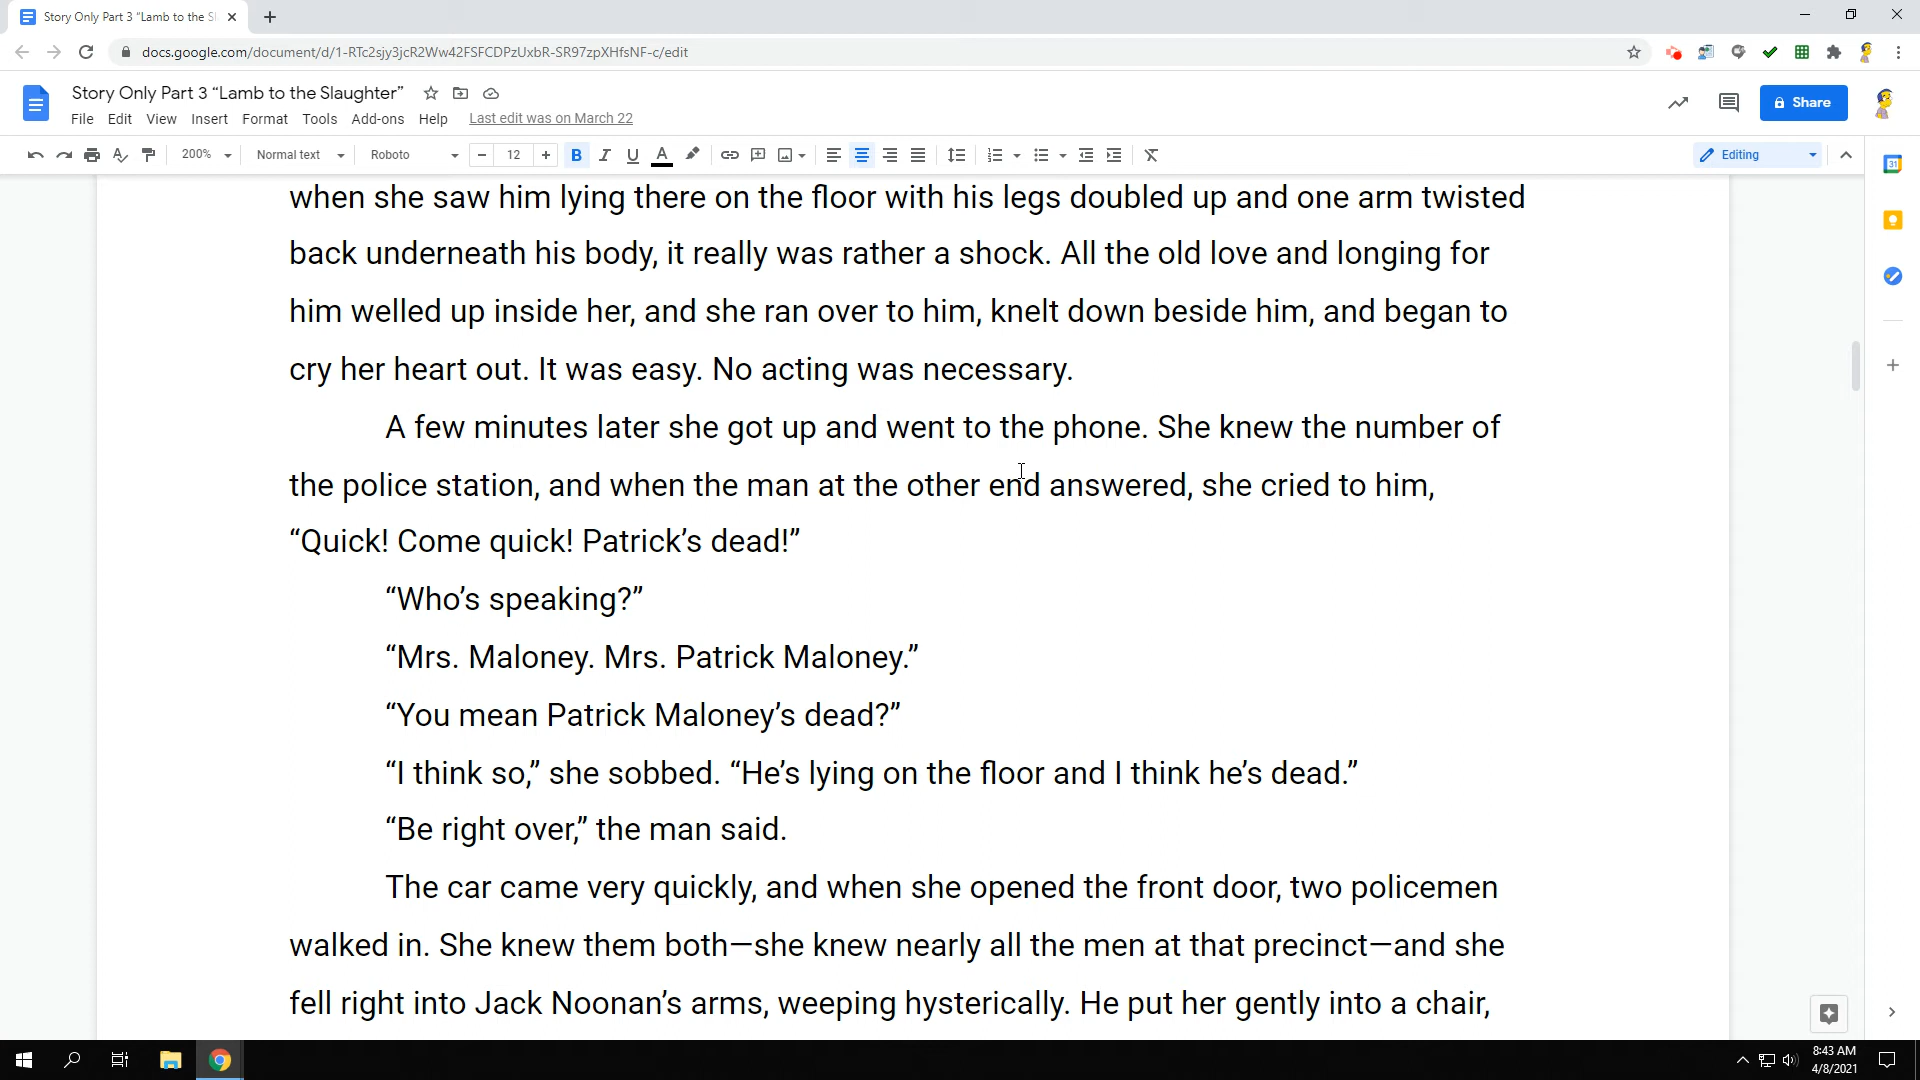 Story Only Part 3 “Lamb to the Sl
docs.google.com/document/d/1-RTc2sjy3jcR2Ww42FSFCDPzUxbR-SR97zpXHfsNF-c/edit
Story Only Part 3 “Lamb to the Slaughter”
File Edit View Insert Format Tools Add-ons Help Last edit was on March 22
Share
200% Normal text Roboto 12 B I U A Editing
31
when she saw him lying there on the floor with his legs doubled up and one arm twisted
back underneath his body, it really was rather a shock. All the old love and longing for
him welled up inside her, and she ran over to him, knelt down beside him, and began to
cry her heart out. It was easy. No acting was necessary.
A few minutes later she got up and went to the phone. She knew the number of
the police station, and when the man at the other end answered, she cried to him,
“Quick! Come quick! Patrick’s dead!”
“Who’s speaking?”
“Mrs. Maloney. Mrs. Patrick Maloney.”
“You mean Patrick Maloney’s dead?”
“I think so,” she sobbed. “He’s lying on the floor and I think he’s dead.”
“Be right over,” the man said.
The car came very quickly, and when she opened the front door, two policemen
walked in. She knew them both—she knew nearly all the men at that precinct—and she
fell right into Jack Noonan’s arms, weeping hysterically. He put her gently into a chair,
8:43 AM
4/8/2021